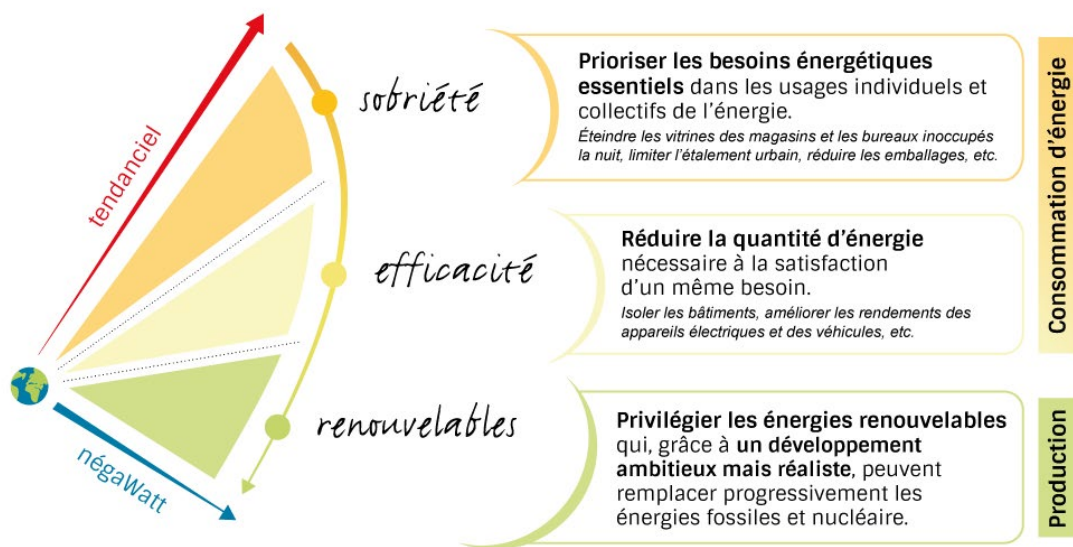 tendanciel
négaWatt
sobriété
Prioriser les besoins énergétiques
essentiels dans les usages individuels et
collectifs de l'énergie.
Éteindre les vitrines des magasins et les bureaux inoccupés
la nuit, limiter l'étalement urbain, réduire les emballages, etc.
efficacité
Réduire la quantité d'énergie
nécessaire à la satisfaction
d'un même besoin.
Isoler les bâtiments, améliorer les rendements des
appareils électriques et des véhicules, etc.
Consommation d'énergie
renouvelables
Privilégier les énergies renouvelables
qui, grâce à un développement
ambitieux mais réaliste, peuvent
remplacer progressivement les
énergies fossiles et nucléaire.
Production